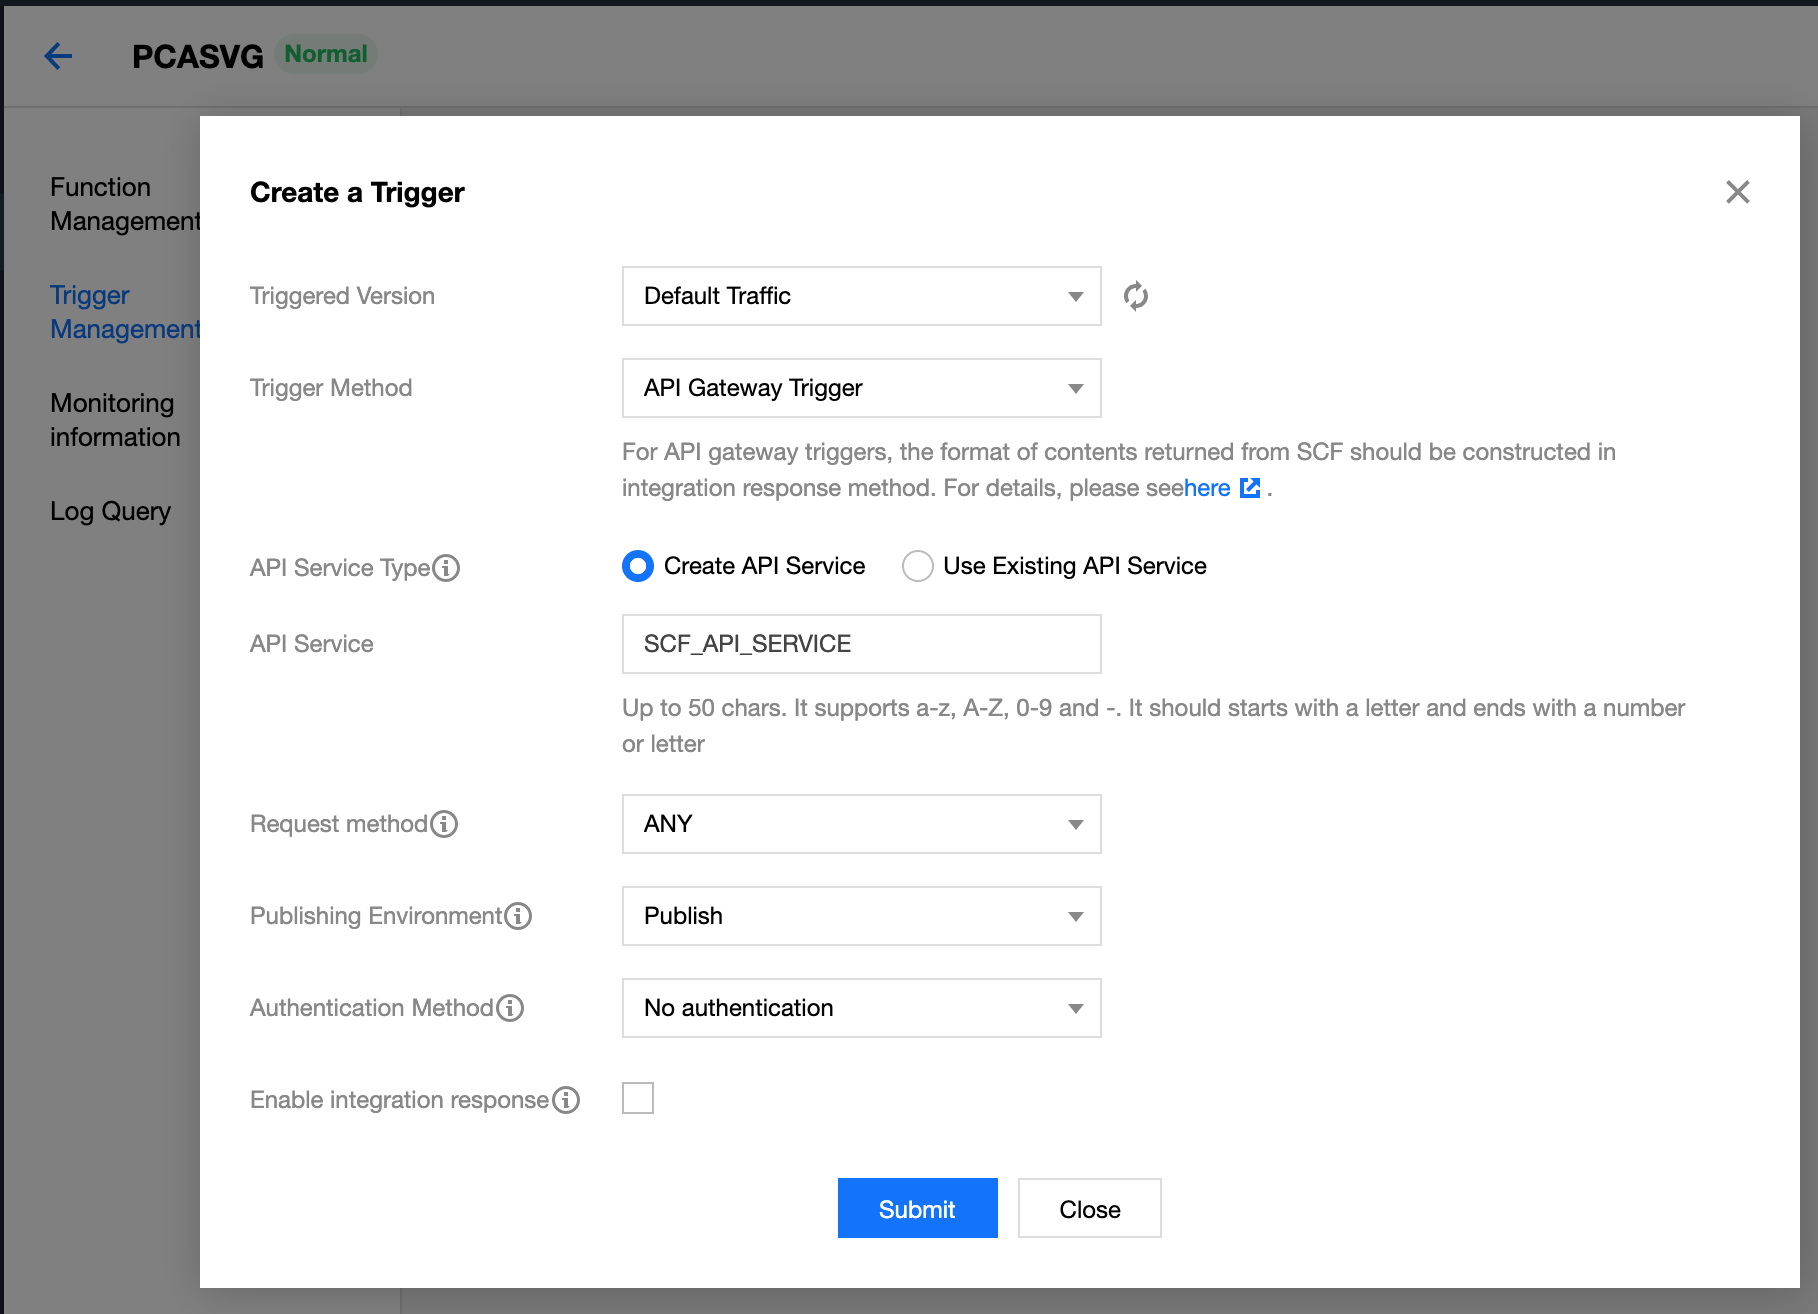 PCASVG Normal
Function
Management
Trigger
Management
Monitoring
information
Log Query
Create a Trigger
Triggered Version
Default Traffic
Trigger Method
API Gateway Trigger
For API gateway triggers, the format of contents returned from SCF should be constructed in
integration response method. For details, please seehere .
API Service Type
Create API Service
Use Existing API Service
API Service
SCF_API_SERVICE
Up to 50 chars. It supports a-z, A-Z, 0-9 and -. It should starts with a letter and ends with a number
or letter
Request method
ANY
Publishing Environment
Publish
Authentication Method
No authentication
Enable integration response
Submit
Close